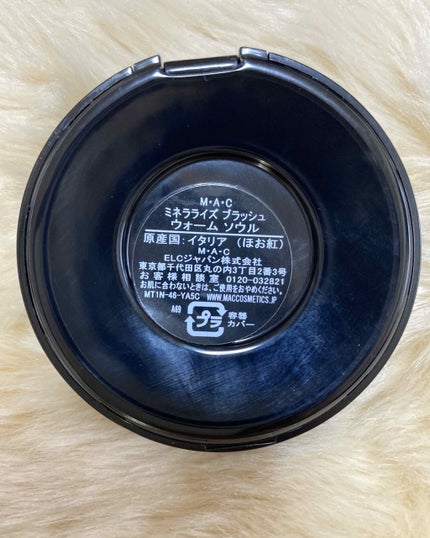 M・A・C
ミネラライズ ブラッシュ
ウォーム ソウル
原産国：イタリア （ほお紅）
M・A・C
ELCジャパン株式会社
東京都千代田区丸の内3丁目2番3号
お客様相談室 0120-032821
お肌に合わないときは、ご使用をおやめください。
MT1N-48-YA5C WWW.MACCOSMETICS.JP
A69
プラ
容器
カバー